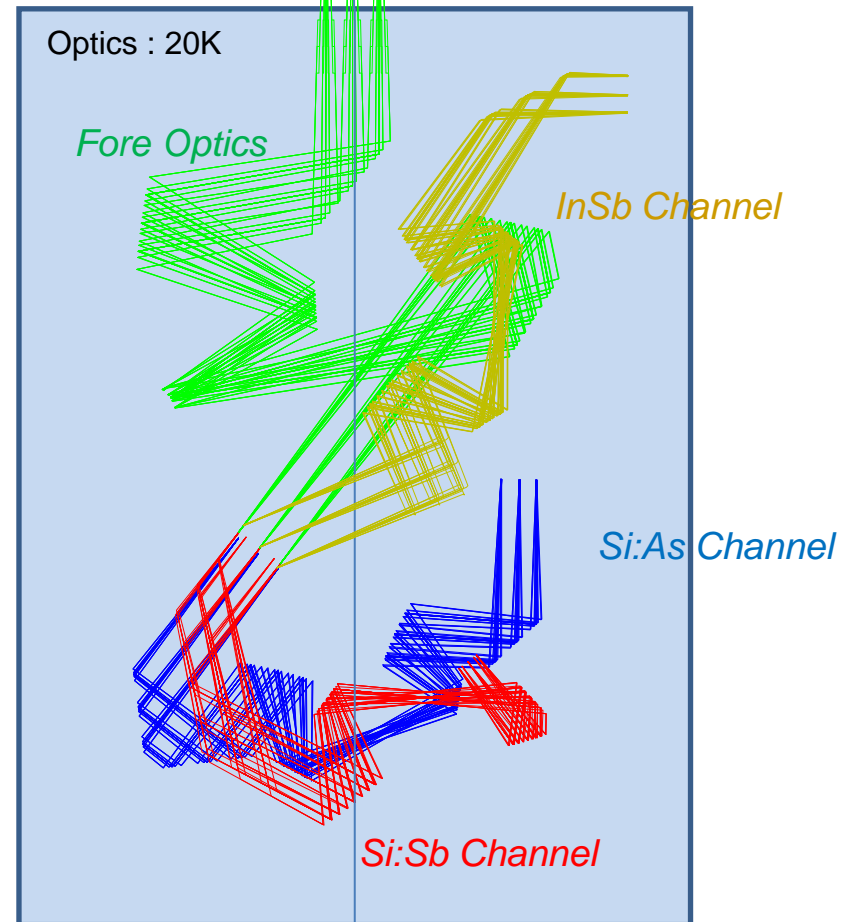 Optics : 20K
Fore Optics
InSb Channel
Si:As Channel
Si:Sb Channel